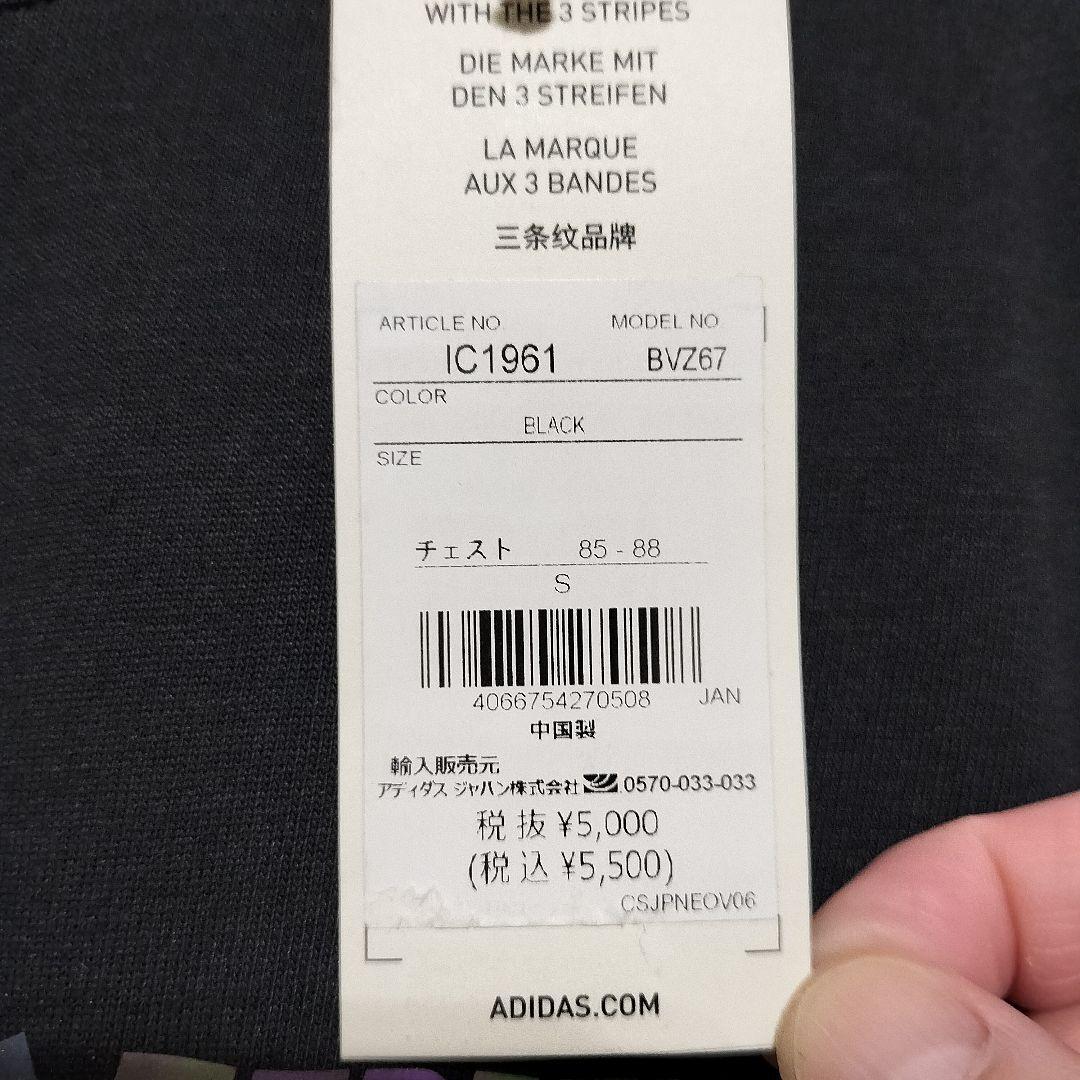 WITH THE 3 STRIPES
DIE MARKE MIT
DEN 3 STREIFEN
LA MARQUE
AUX 3 BANDES
三条纹品牌
ARTICLE NO MODEL NO
IC1961 BVZ67
COLOR
BLACK
SIZE
チェスト 85 - 88
S
4066754270508 JAN
中国製
輸入販売元
アディダス ジャパン株式会社 0570-033-033
税抜 ¥5,000
(税込 ¥5,500)
CSJPNEOV06
ADIDAS.COM